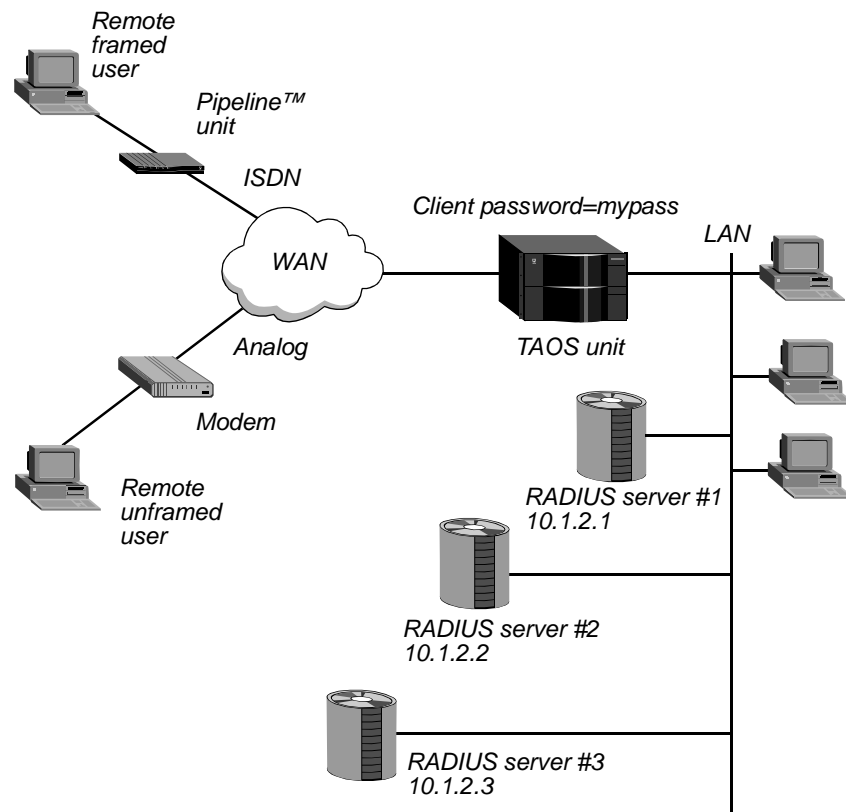 Remote
framed
user
Pipeline™
unit
ISDN
Client password=mypass
LAN
WAN
Analog
TAOS unit
Modem
Remote
unframed
user
RADIUS server #1
10.1.2.1
RADIUS server #2
10.1.2.2
RADIUS server #3
10.1.2.3